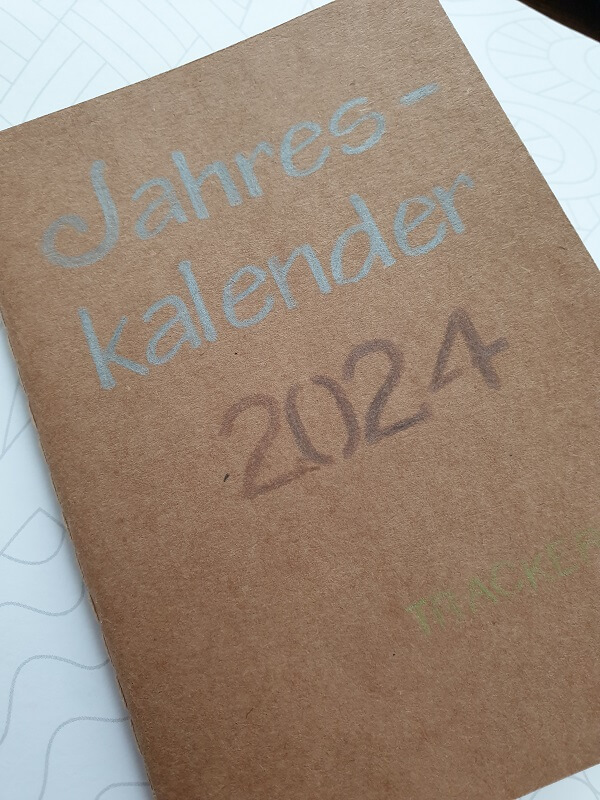 Jahres-
kalender
2024
TRACKER